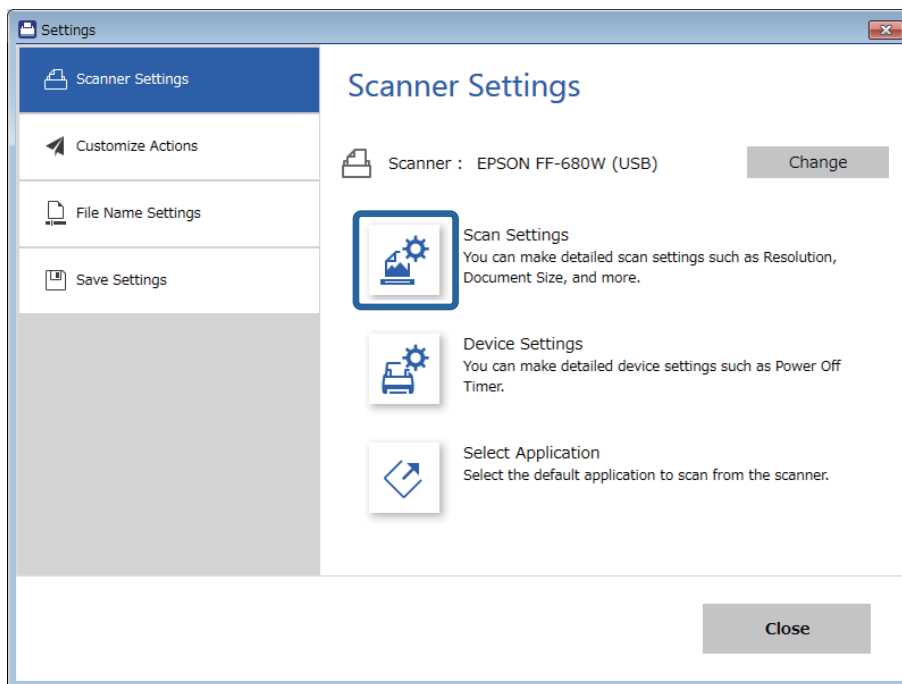 Settings
Scanner Settings
Customize Actions
File Name Settings
Save Settings
Scanner Settings
Scanner : EPSON FF-680W (USB)
Change
Scan Settings
You can make detailed scan settings such as Resolution,
Document Size, and more.
Device Settings
You can make detailed device settings such as Power Off
Timer.
Select Application
Select the default application to scan from the scanner.
Close